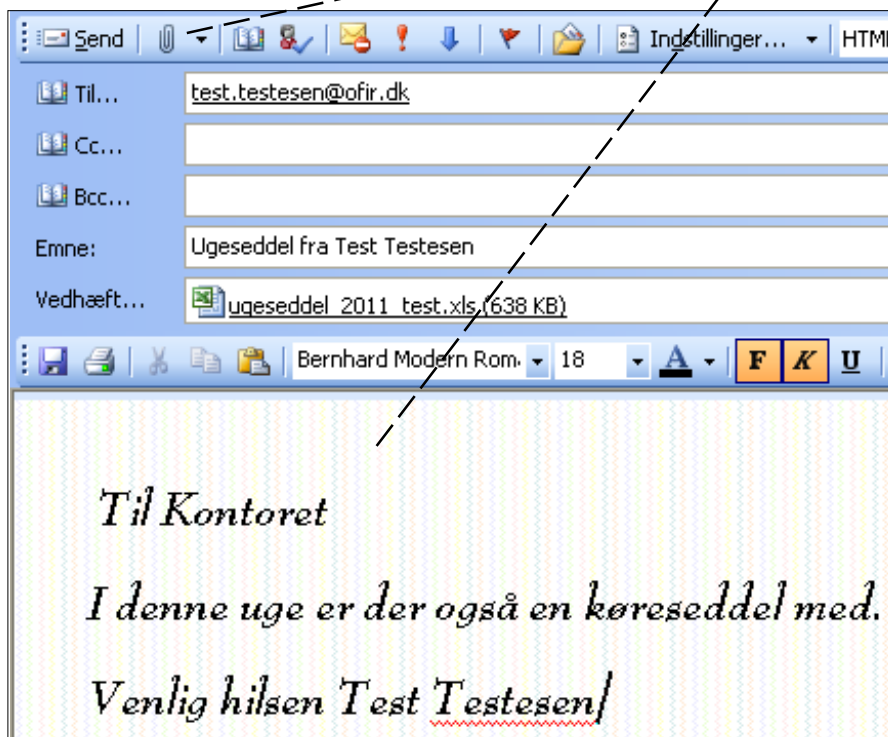 Send Indstillinger... HTM
Til... test.testesen@ofir.dk
Cc...
Bcc...
Emne: Ugeseddel fra Test Testesen
Vedhæft... ugeseddel_2011_test.xls (638 KB)
Bernhard Modern Rom 18 A F K U
Til Kontoret
I denne uge er der også en køreseddel med.
Venlig hilsen Test Testesen